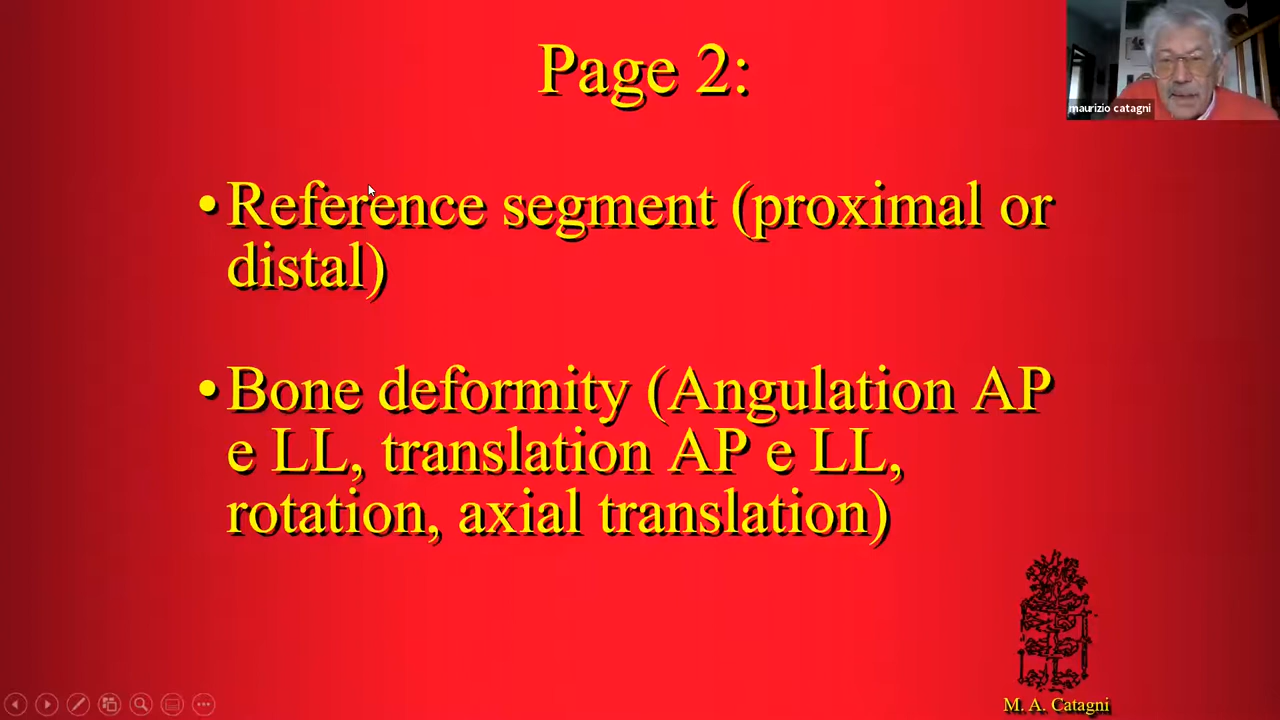 Page 2:
maurizio catagni
•Reference segment (proximal or
distal)
•Bone deformity (Angulation AP
e LL, translation AP e LL,
rotation, axial translation)
M. A. Catagni